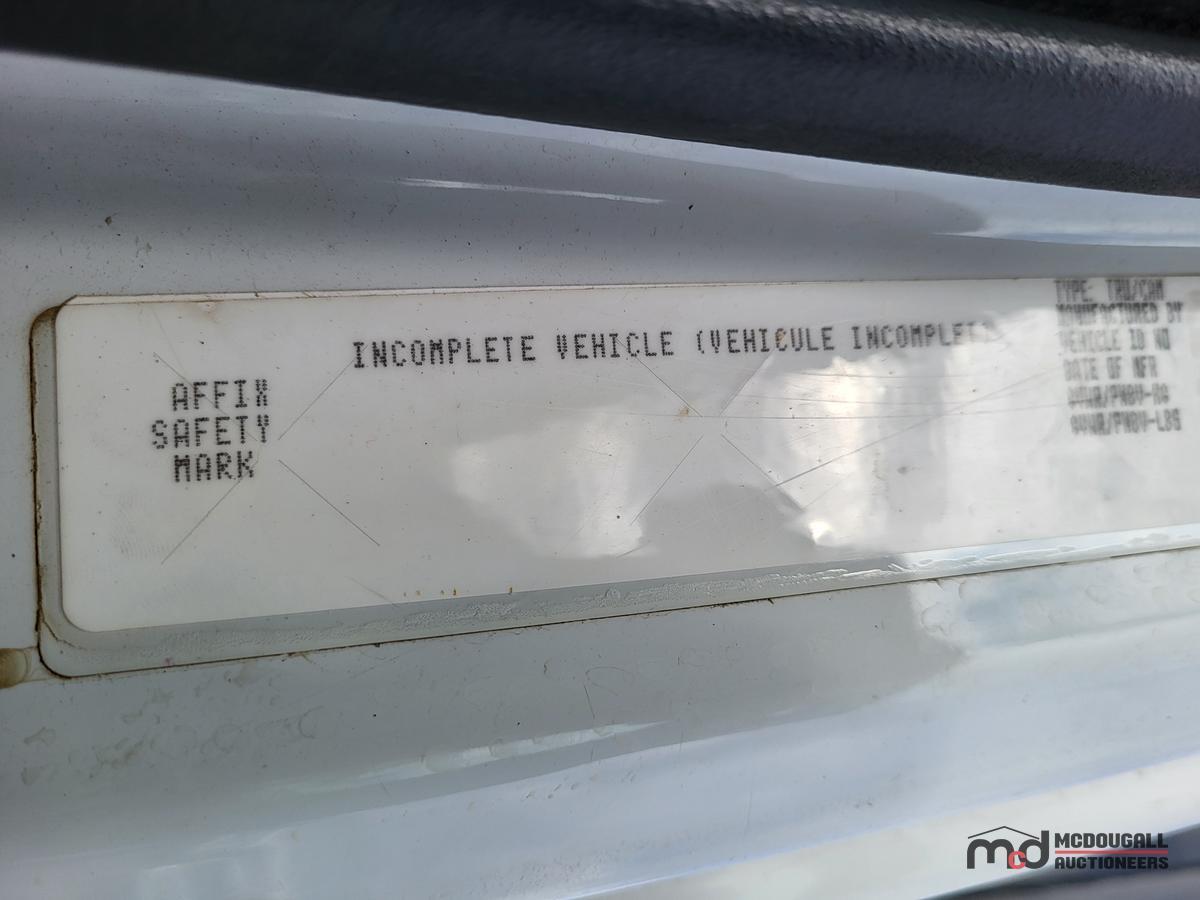 INCOMPLETE VEHICLE (VEHICULE INCOMPLET)
AFFIX
SAFETY
MARK
TYPE: TRU/CAM
MANUFACTURED BY
VEHICLE ID NO
DATE OF MFR
McD MCDOUGALL
AUCTIONEERS